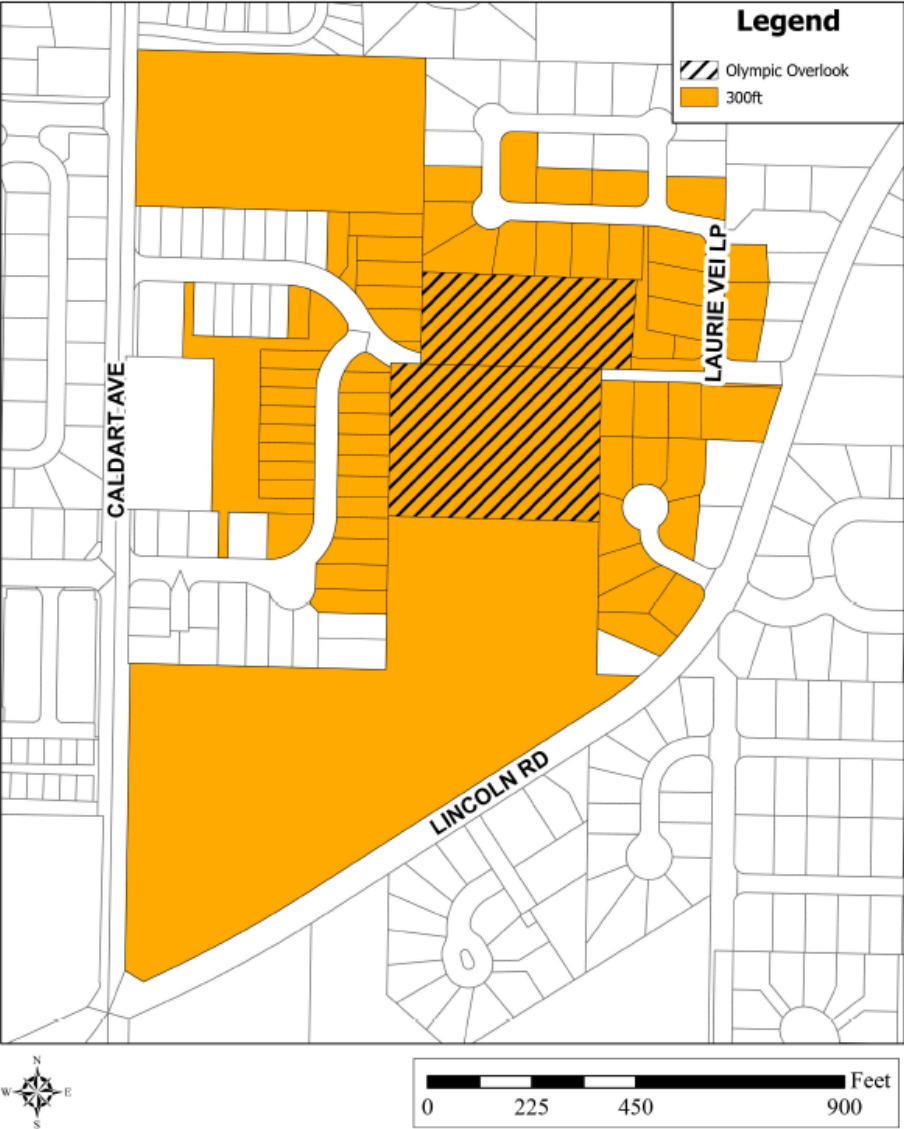 Legend
Olympic Overlook
300ft
LAURIE VEI LP
CALDART AVE
LINCOLN RD
N
W
E
S
Feet
0
225
450
900